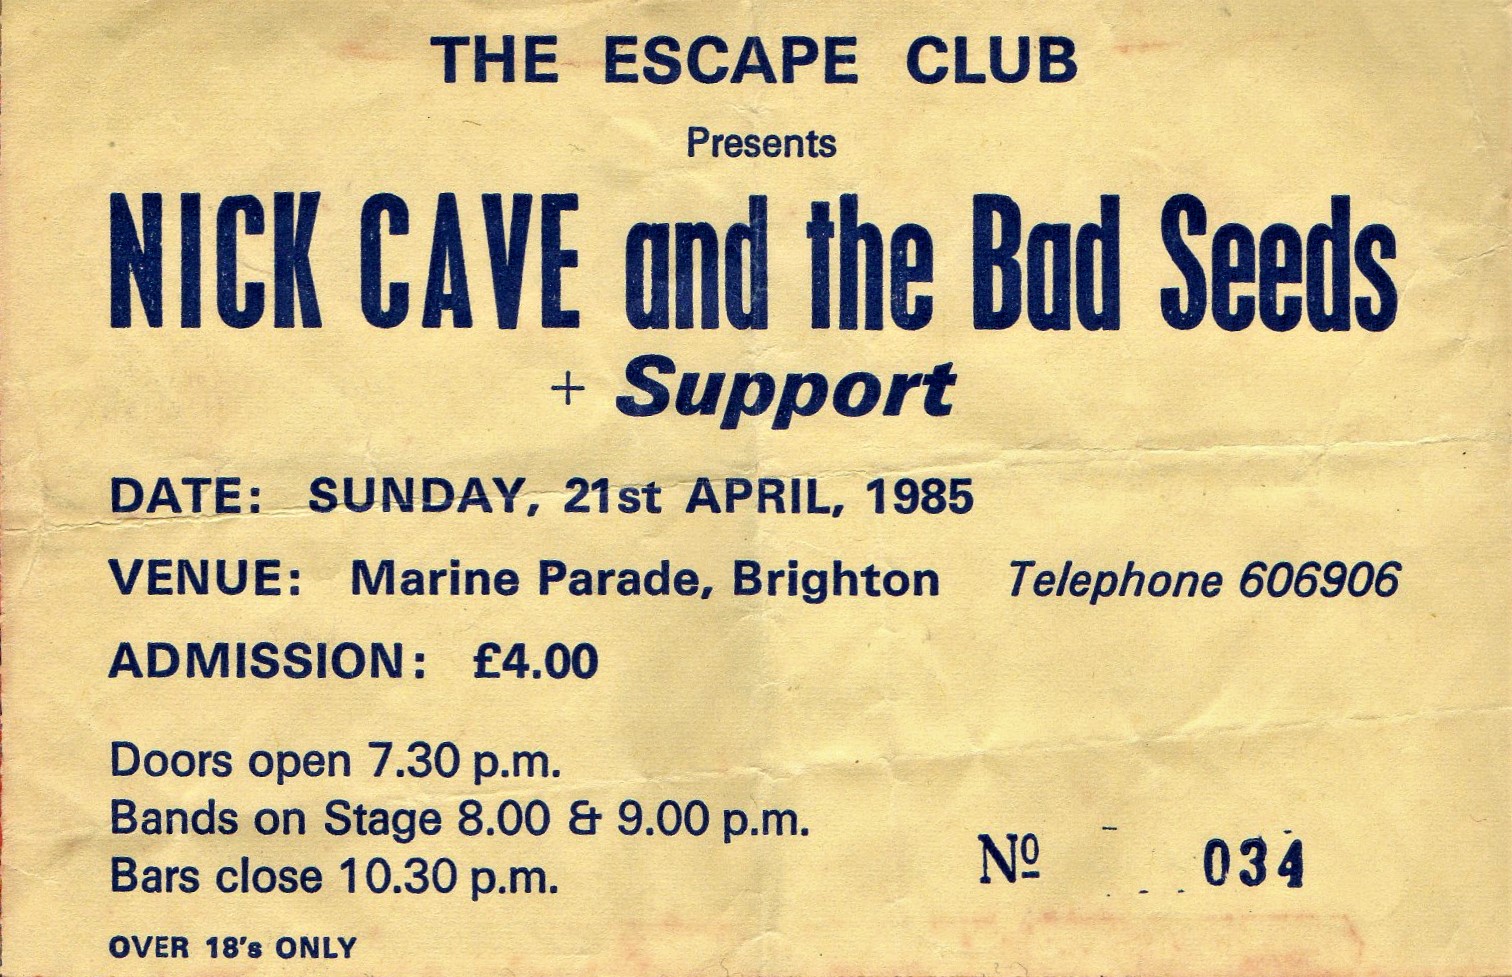 THE ESCAPE CLUB
Presents
NICK CAVE and the Bad Seeds
+ Support
DATE: SUNDAY, 21st APRIL, 1985
VENUE: Marine Parade, Brighton Telephone 606906
ADMISSION: £4.00
Doors open 7.30 p.m.
Bands on Stage 8.00 & 9.00 p.m.
Bars close 10.30 p.m.
Nº 034
OVER 18's ONLY